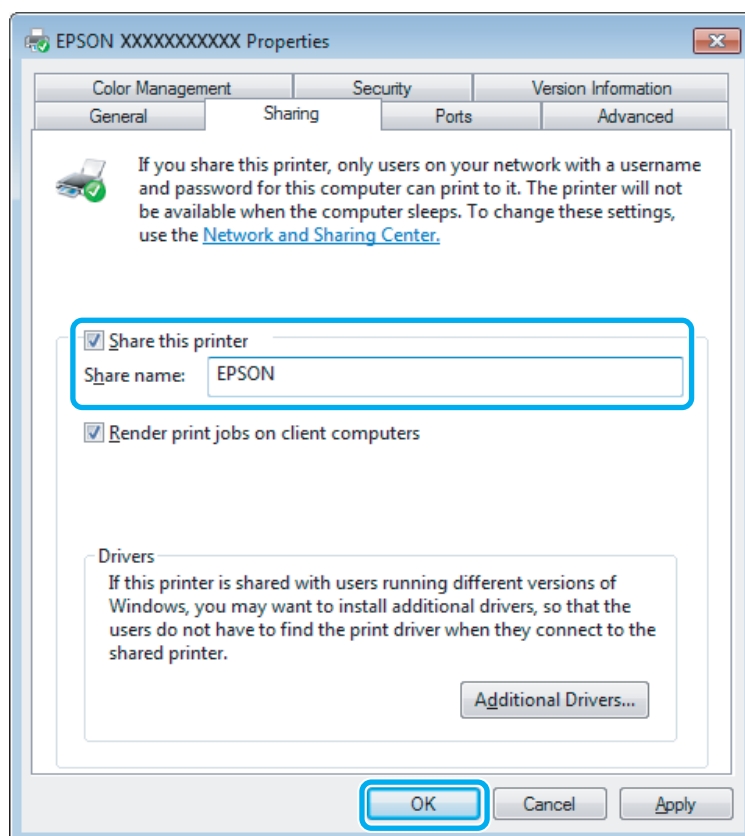 EPSON XXXXXXXXXXX Properties
Color Management Security Version Information
General Sharing Ports Advanced
If you share this printer, only users on your network with a username
and password for this computer can print to it. The printer will not
be available when the computer sleeps. To change these settings,
use the Network and Sharing Center.
Share this printer
Share name: EPSON
Render print jobs on client computers
Drivers
If this printer is shared with users running different versions of
Windows, you may want to install additional drivers, so that the
users do not have to find the print driver when they connect to the
shared printer.
Additional Drivers...
OK Cancel Apply